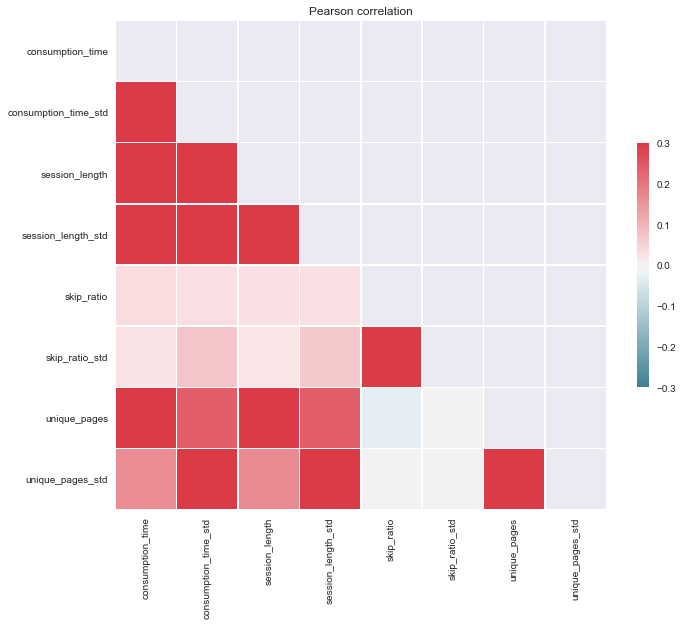 Pearson correlation
consumption_time
consumption_time_std
session_length
session_length_std
skip_ratio
skip_ratio_std
unique_pages
unique_pages_std
consumption_time
consumption_time_std
session_length
session_length_std
skip_ratio
skip_ratio_std
unique_pages
unique_pages_std
0.3
0.2
0.1
0.0
−0.1
−0.2
−0.3